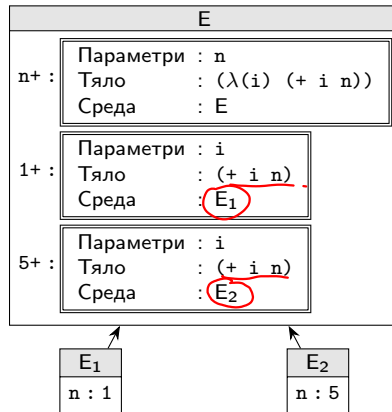 E
n+ :
Параметри : n
Тяло : (λ(i) (+ i n))
Среда : E
1+ :
Параметри : i
Тяло : (+ i n)
Среда : E₁
5+ :
Параметри : i
Тяло : (+ i n)
Среда : E₂
E₁
n : 1
E₂
n : 5